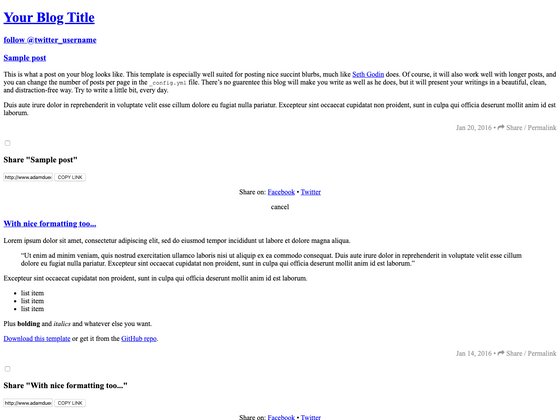 Your Blog Title
follow @twitter_username
Sample post
This is what a post on your blog looks like. This template is especially well suited for posting nice succint blurbs, much like Seth Godin does. Of course, it will also work well with longer posts, and
you can change the number of posts per page in the _config.yml file. There's no guarentee this blog will make you write as well as he does, but it will present your writings in a beautiful, clean,
and distraction-free way. Try to write a little bit, every day.
Duis aute irure dolor in reprehenderit in voluptate velit esse cillum dolore eu fugiat nulla pariatur. Excepteur sint occaecat cupidatat non proident, sunt in culpa qui officia deserunt mollit anim id est
laborum.
Jan 20, 2016 • Share / Permalink
Share "Sample post"
http://www.adamdue COPY LINK
Share on: Facebook • Twitter
cancel
With nice formatting too...
Lorem ipsum dolor sit amet, consectetur adipiscing elit, sed do eiusmod tempor incididunt ut labore et dolore magna aliqua.
“Ut enim ad minim veniam, quis nostrud exercitation ullamco laboris nisi ut aliquip ex ea commodo consequat. Duis aute irure dolor in reprehenderit in voluptate velit esse cillum
dolore eu fugiat nulla pariatur. Excepteur sint occaecat cupidatat non proident, sunt in culpa qui officia deserunt mollit anim id est laborum.”
Excepteur sint occaecat cupidatat non proident, sunt in culpa qui officia deserunt mollit anim id est laborum.
• list item
• list item
• list item
Plus bolding and italics and whatever else you want.
Download this template or get it from the GitHub repo.
Jan 14, 2016 • Share / Permalink
Share "With nice formatting too..."
http://www.adamdue COPY LINK
Share on: Facebook • Twitter